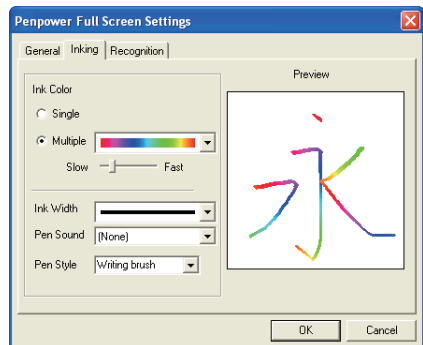 Penpower Full Screen Settings
General Inking Recognition
Ink Color
Single
Multiple
Slow Fast
Ink Width
Pen Sound (None)
Pen Style Writing brush
Preview
永
OK Cancel